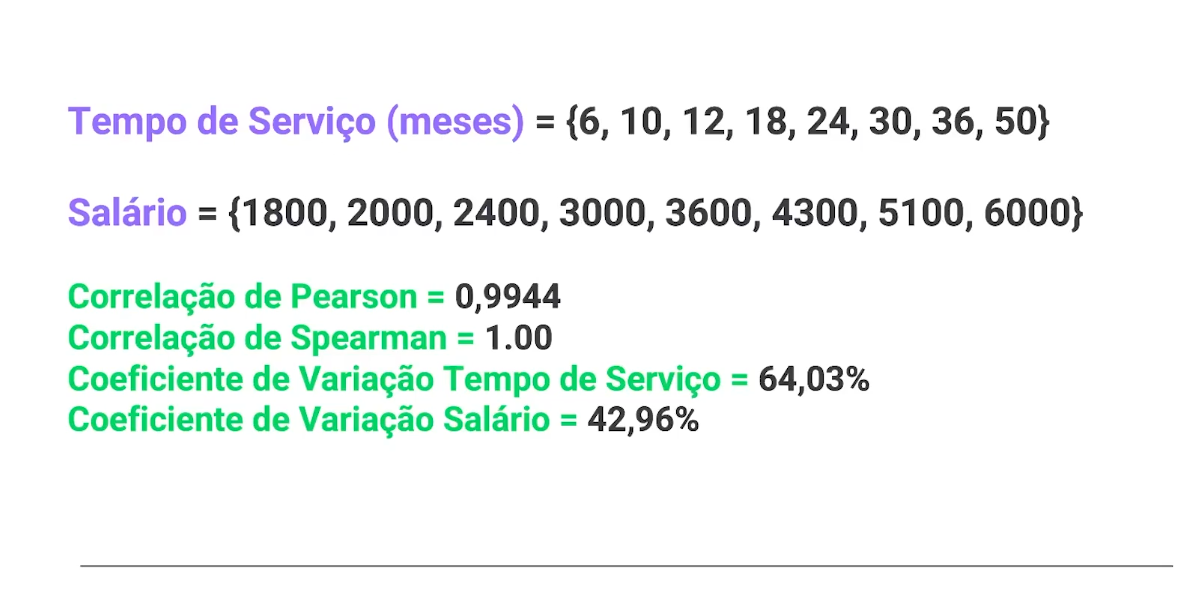 Tempo de Serviço (meses) = {6, 10, 12, 18, 24, 30, 36, 50}
Salário = {1800, 2000, 2400, 3000, 3600, 4300, 5100, 6000}
Correlação de Pearson = 0,9944
Correlação de Spearman = 1.00
Coeficiente de Variação Tempo de Serviço = 64,03%
Coeficiente de Variação Salário = 42,96%